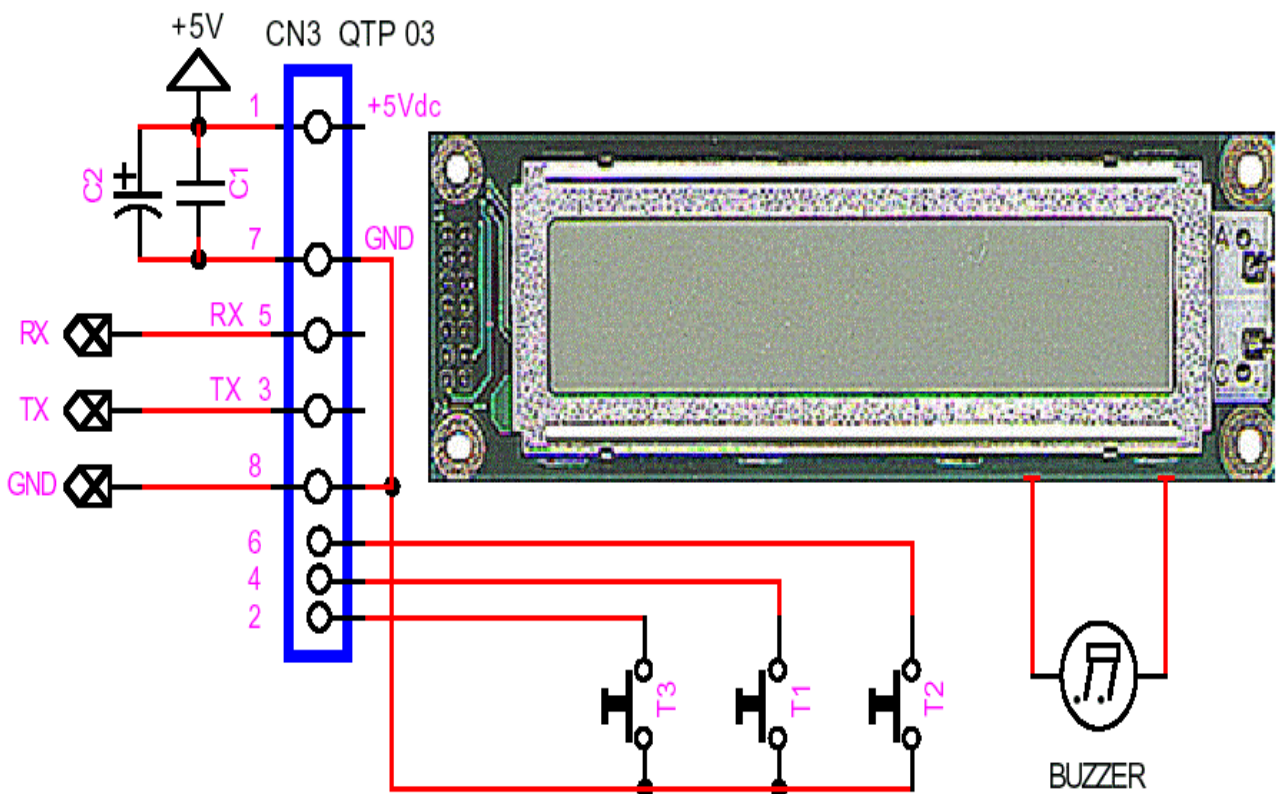 +5V
CN3 QTP 03
1
+5Vdc
C2
+
C1
7
GND
A
RX
RX 5
C
TX
TX 3
GND
8
6
4
2
T3
T1
T2
BUZZER